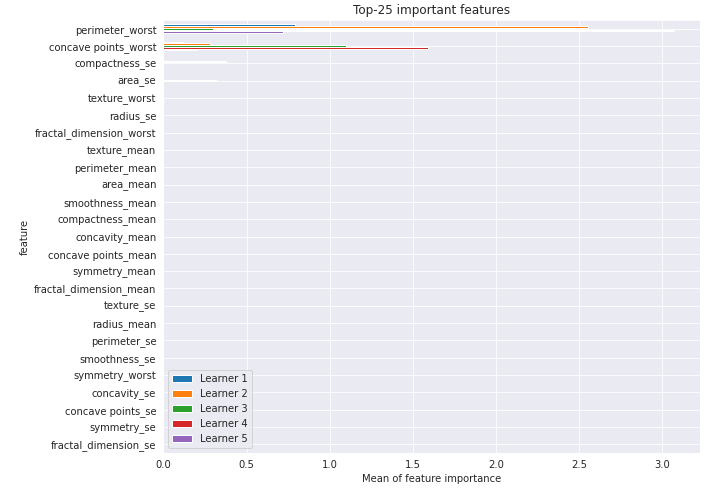 Top-25 important features
perimeter_worst
concave points_worst
compactness_se
area_se
texture_worst
radius_se
fractal_dimension_worst
texture_mean
perimeter_mean
area_mean
smoothness_mean
compactness_mean
concavity_mean
concave points_mean
symmetry_mean
fractal_dimension_mean
texture_se
radius_mean
perimeter_se
smoothness_se
symmetry_worst
concavity_se
concave points_se
symmetry_se
fractal_dimension_se
feature
Learner 1
Learner 2
Learner 3
Learner 4
Learner 5
0.0 0.5 1.0 1.5 2.0 2.5 3.0
Mean of feature importance